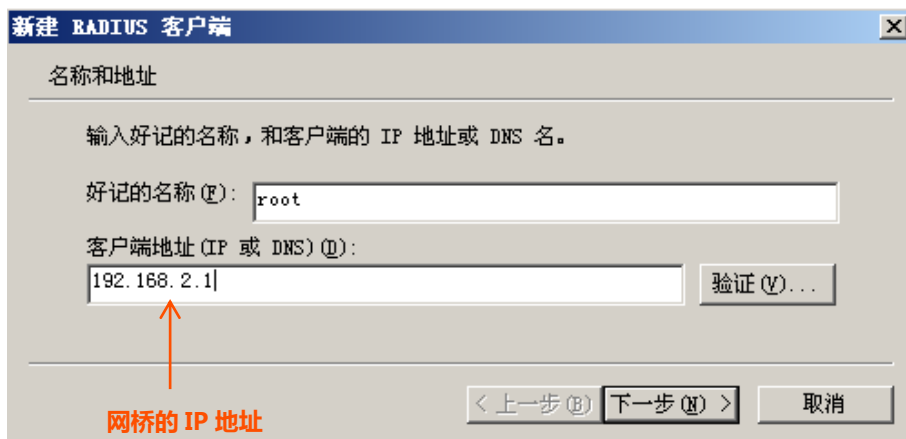 新建 RADIUS 客户端
名称和地址
输入好记的名称，和客户端的 IP 地址或 DNS 名。
好记的名称(F): root
客户端地址(IP 或 DNS)(D):
192.168.2.1 验证(V)...
< 上一步(B) 下一步(N) > 取消
网桥的 IP 地址